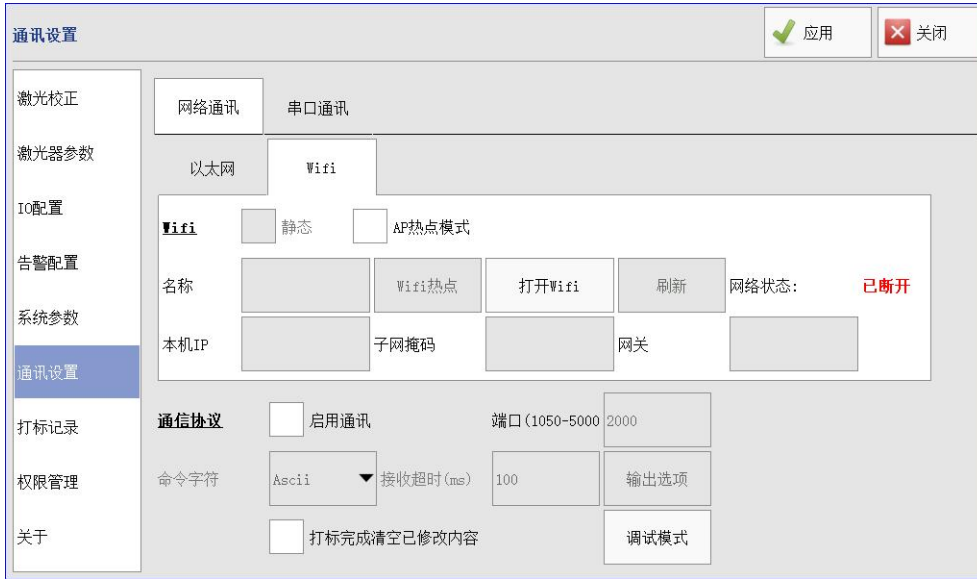 通讯设置
应用
关闭
激光校正
激光器参数
IO配置
告警配置
系统参数
通讯设置
打标记录
权限管理
关于
网络通讯 串口通讯
以太网 Wifi
Wifi 静态 AP热点模式
名称 Wifi热点 打开Wifi 刷新 网络状态: 已断开
本机IP 子网掩码 网关
通信协议 启用通讯 端口(1050-5000 2000
命令字符 Ascii 接收超时(ms) 100 输出选项
打标完成清空已修改内容 调试模式